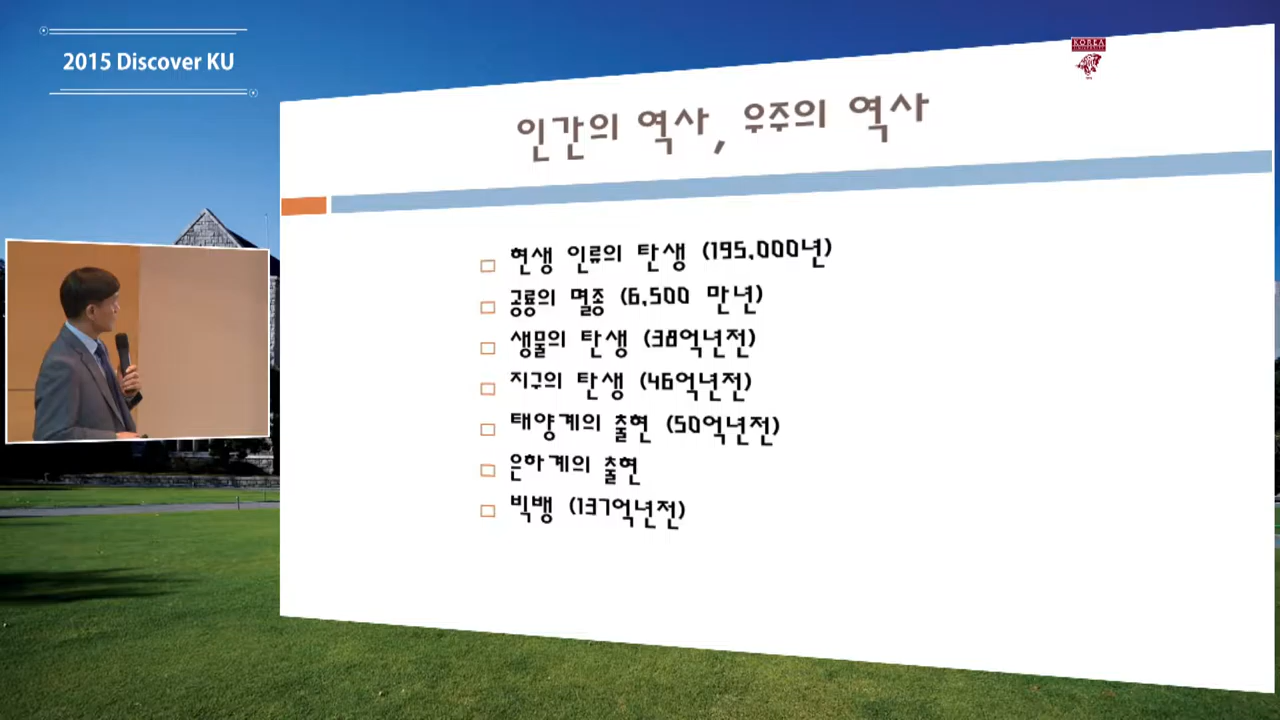 2015 Discover KU
KOREA
UNIVERSITY
인간의 역사, 우주의 역사
현생 인류의 탄생 (195,000년)
공룡의 멸종 (6,500 만년)
생물의 탄생 (38억년전)
지구의 탄생 (46억년전)
태양계의 출현 (50억년전)
은하계의 출현
빅뱅 (137억년전)